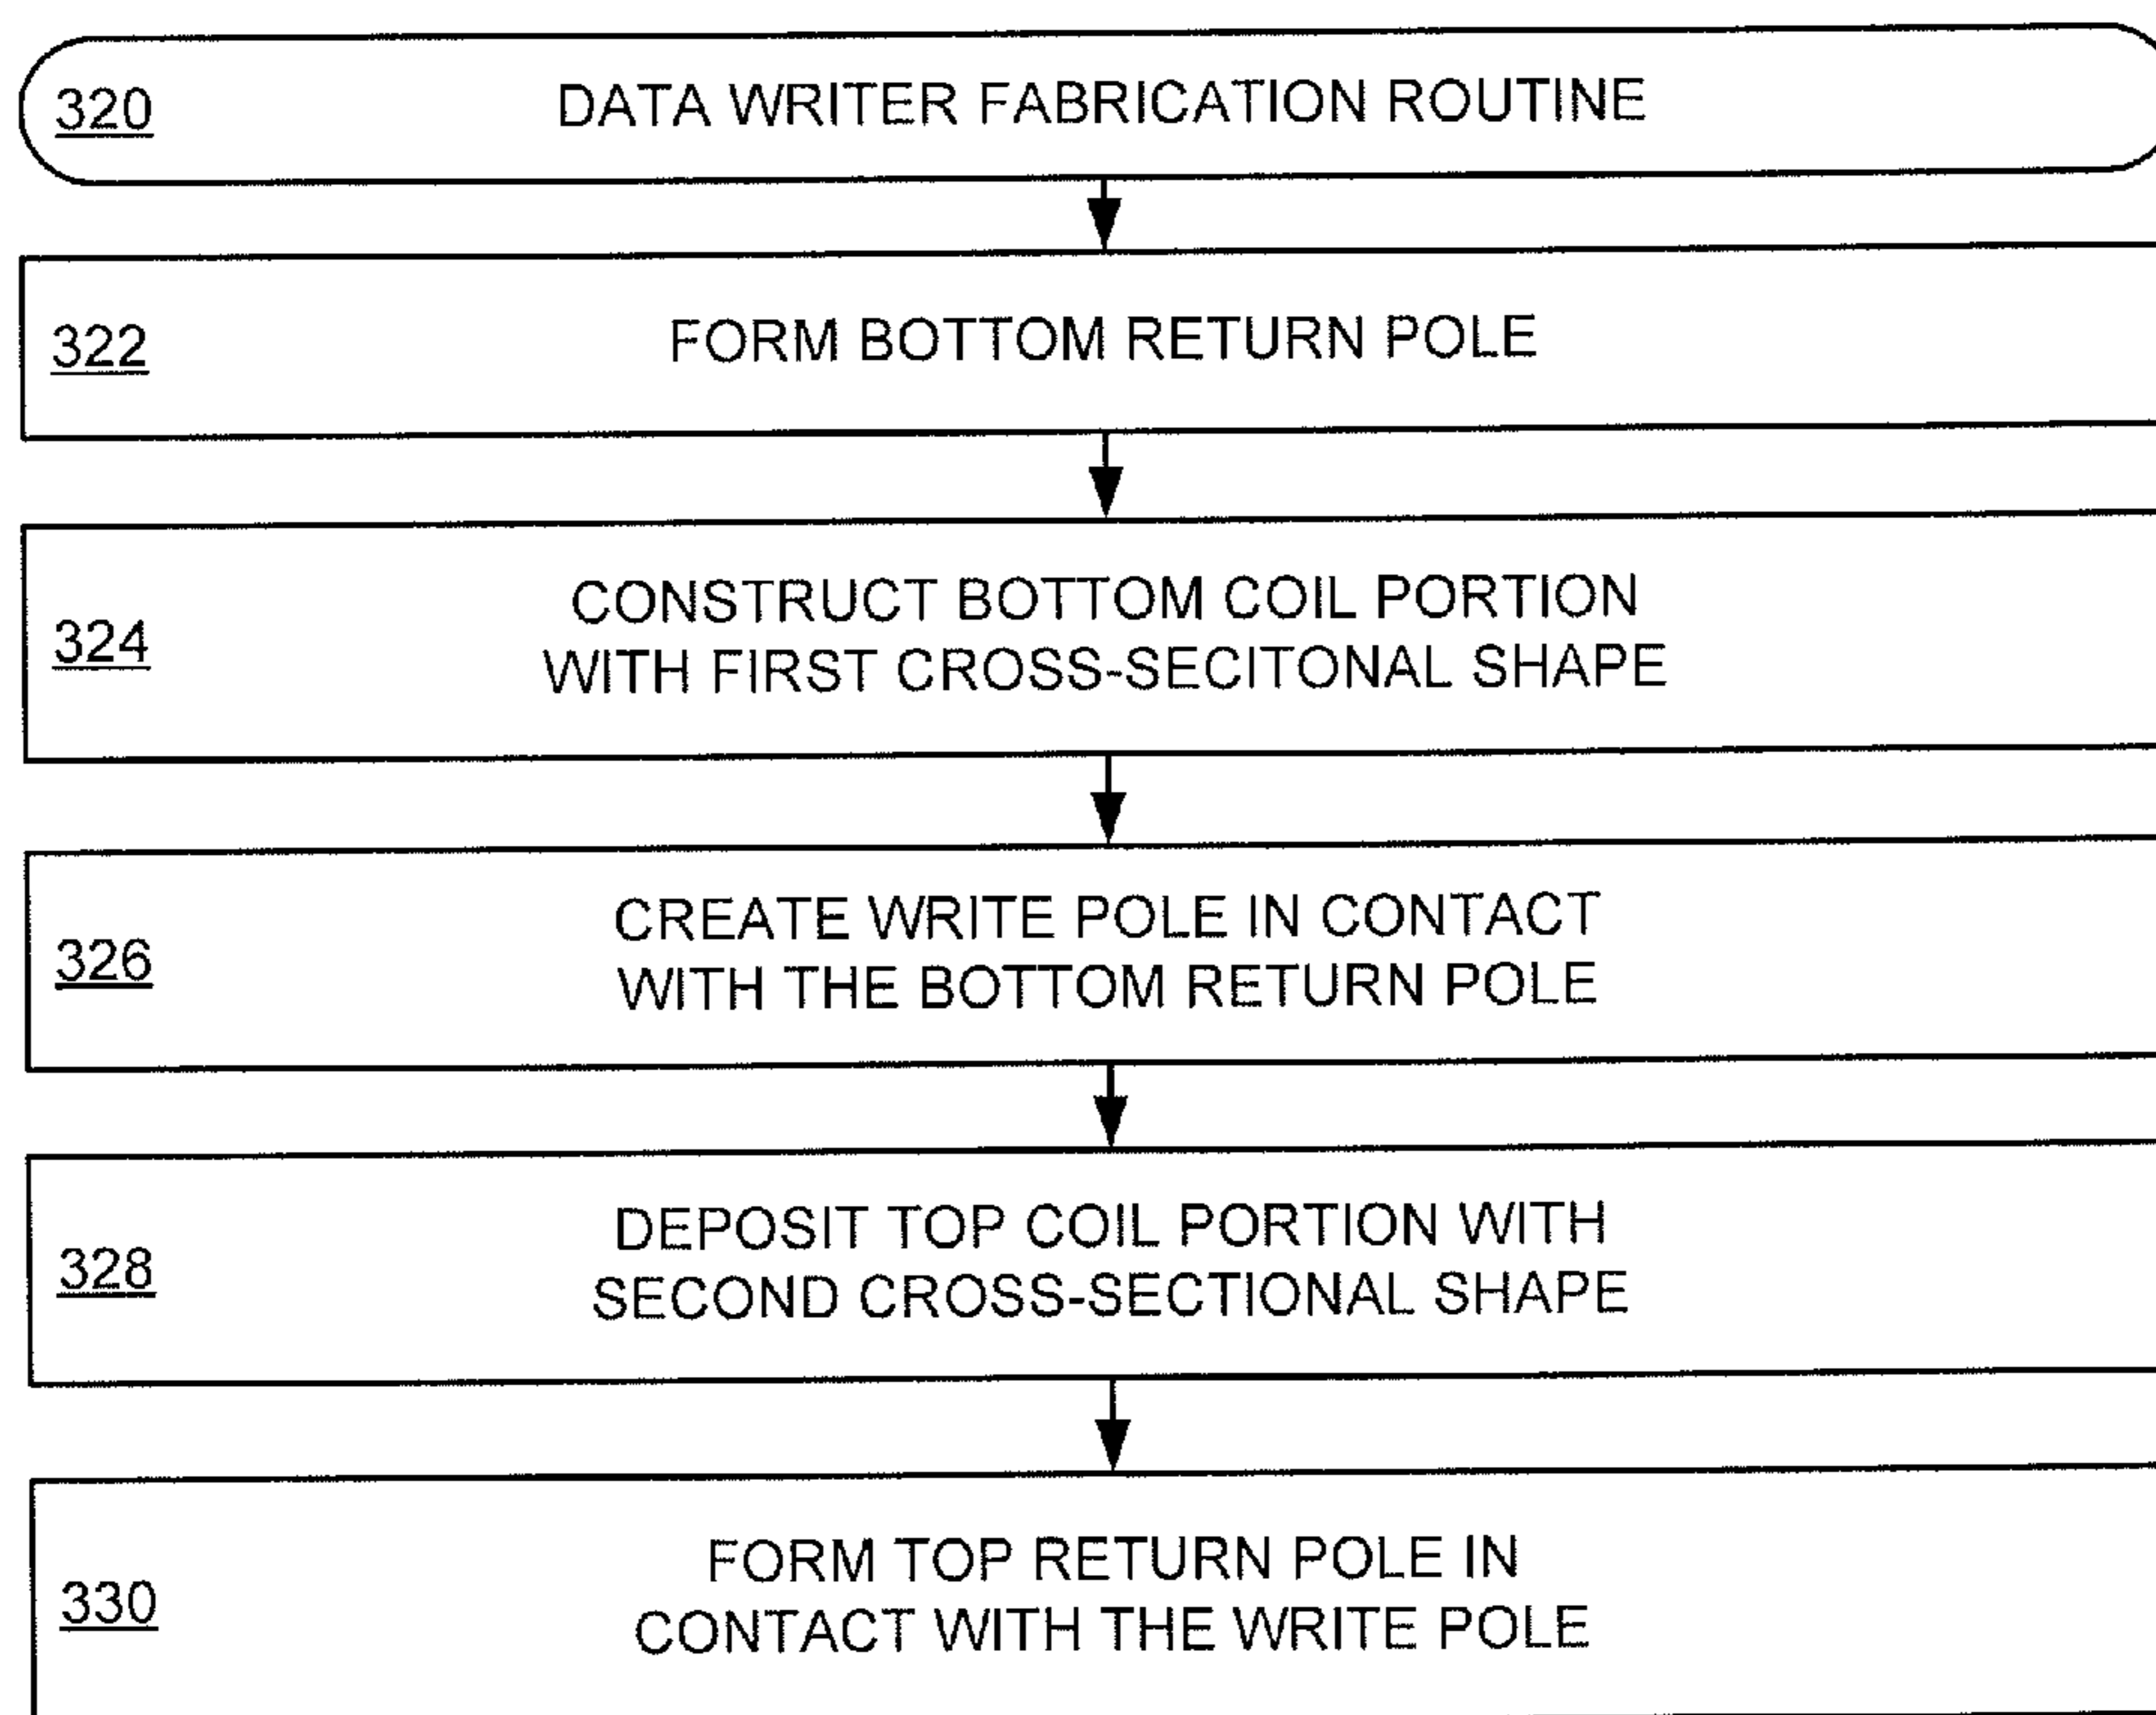 320 DATA WRITER FABRICATION ROUTINE
322 FORM BOTTOM RETURN POLE
CONSTRUCT BOTTOM COIL PORTION
324
WITH FIRST CROSS-SECITONAL SHAPE
CREATE WRITE POLE IN CONTACT
326
WITH THE BOTTOM RETURN POLE
DEPOSIT TOP COIL PORTION WITH
328
SECOND CROSS-SECTIONAL SHAPE
FORM TOP RETURN POLE IN
330
CONTACT WITH THE WRITE POLE